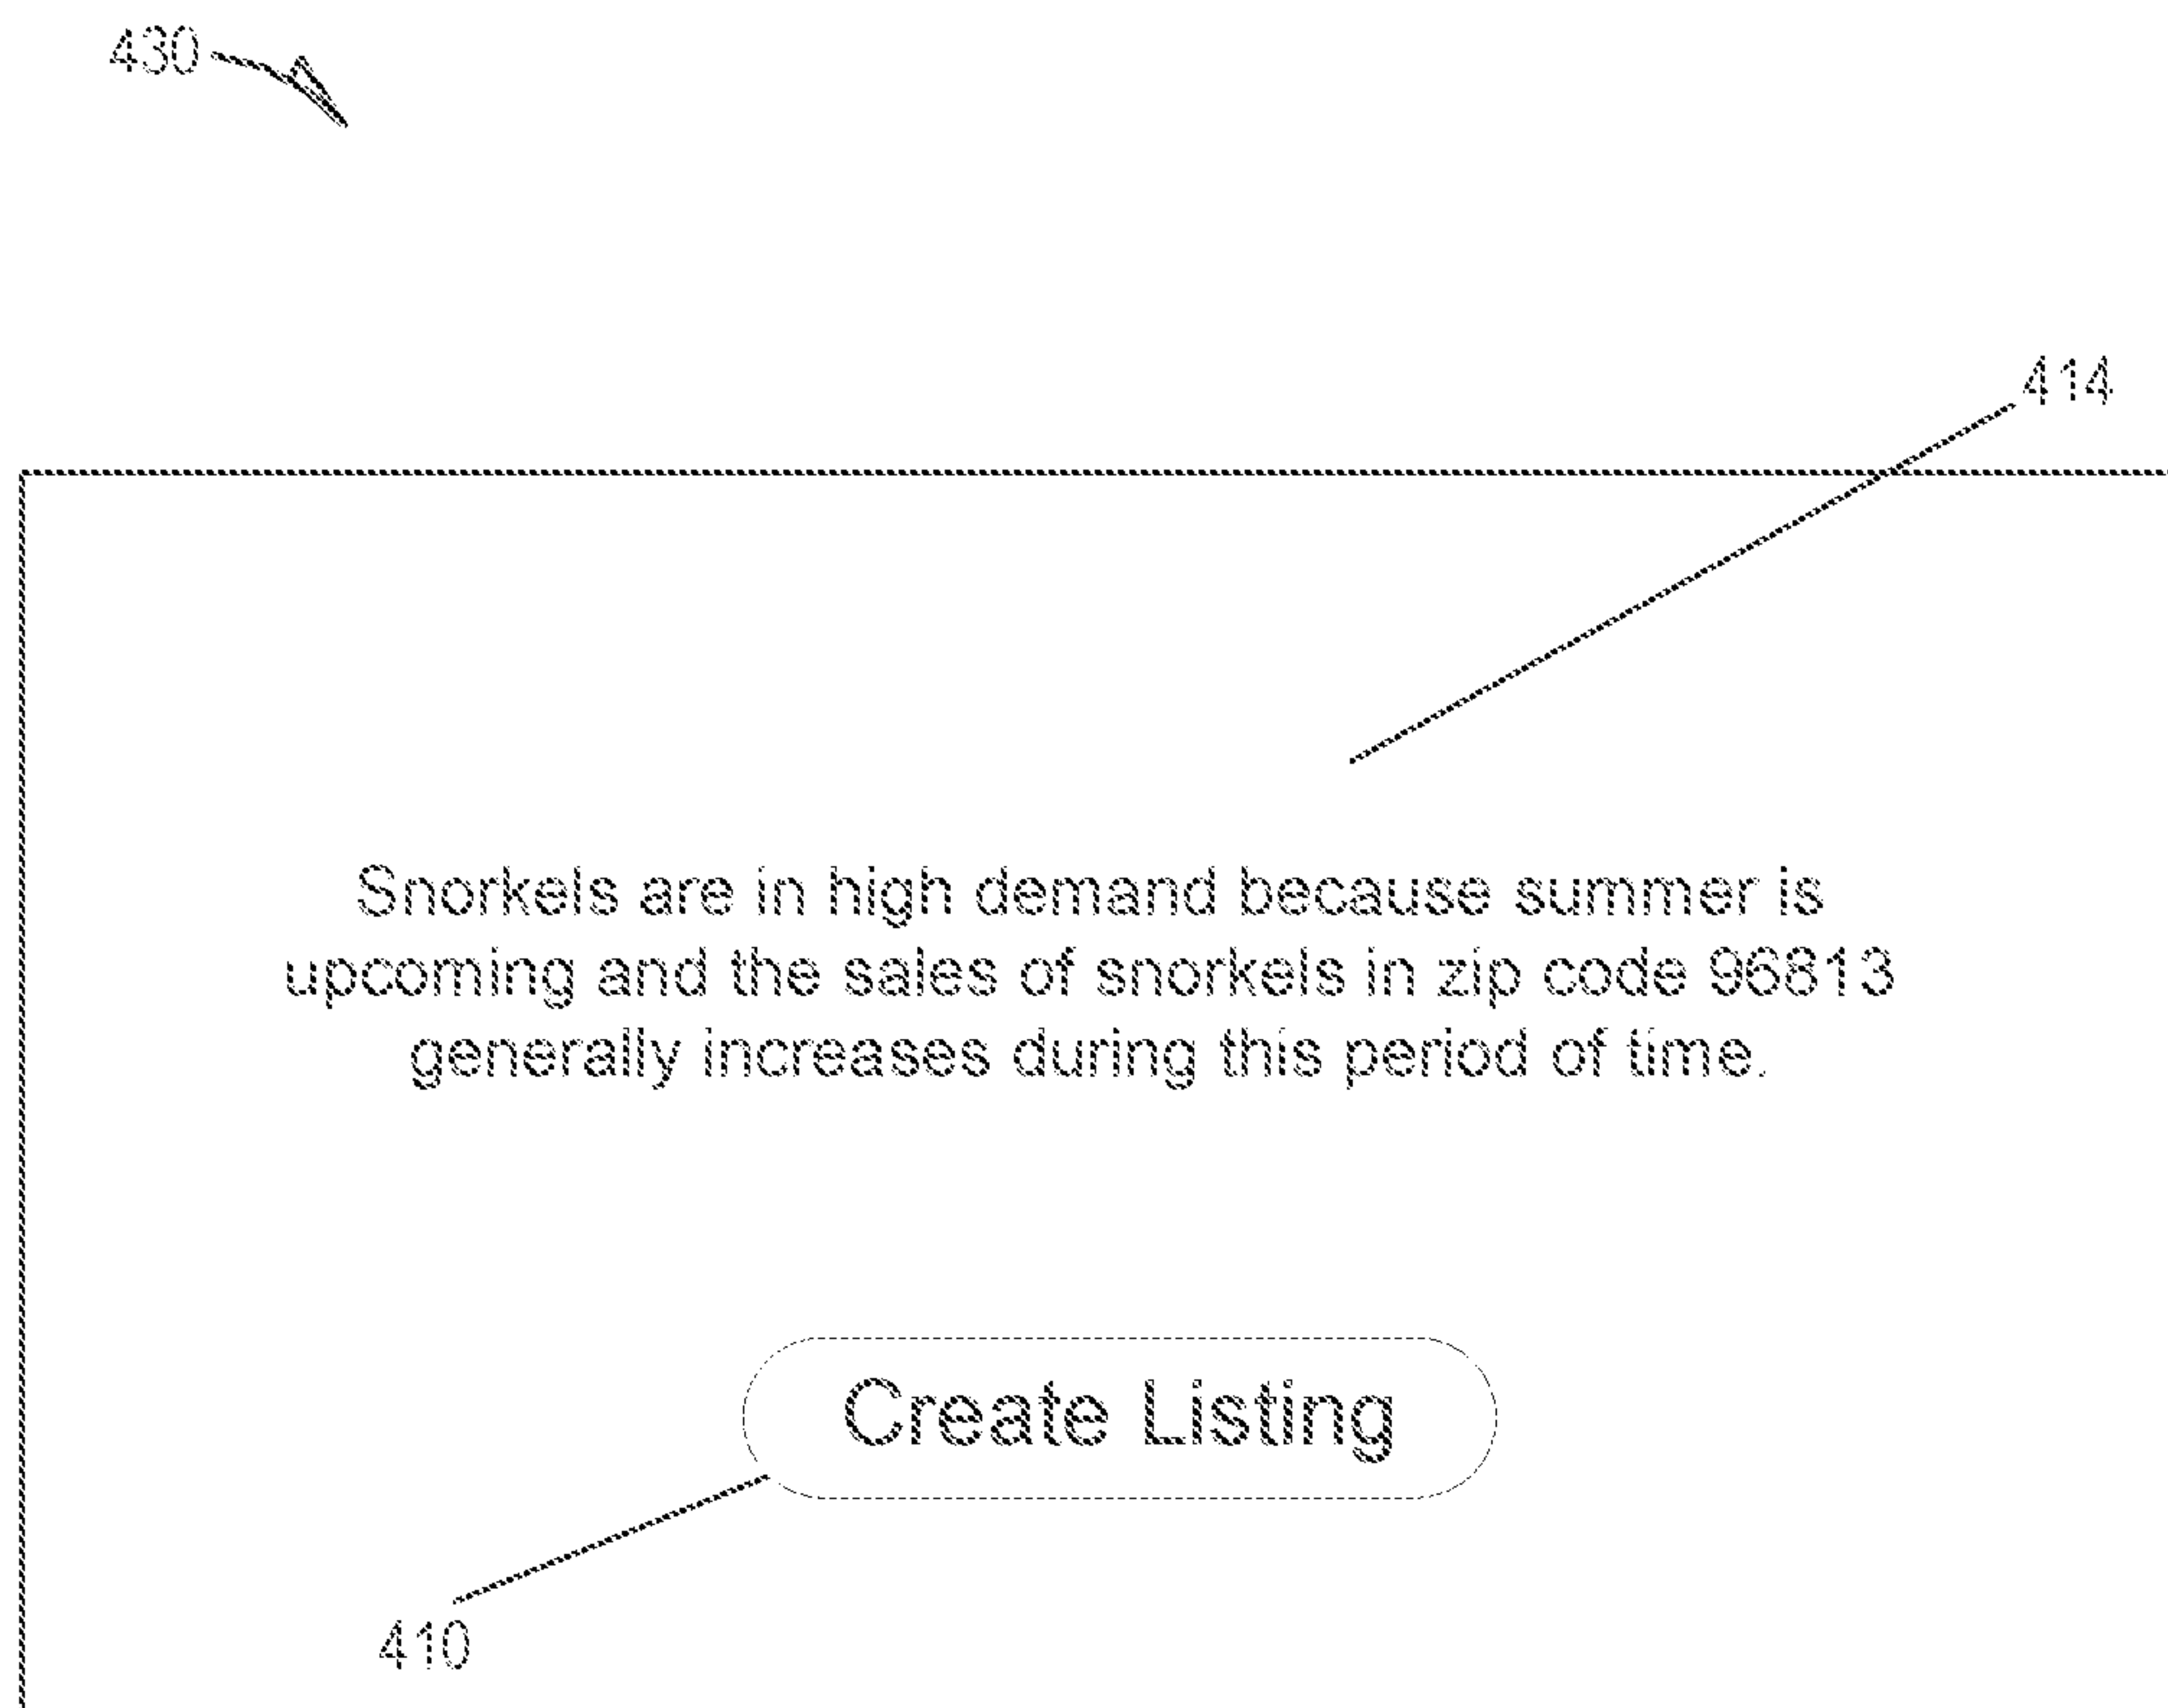 430
414
Snorkels are in high demand because summer is
upcoming and the sales of snorkels in zip code 96813
generally increases during this period of time.
Create Listing
410